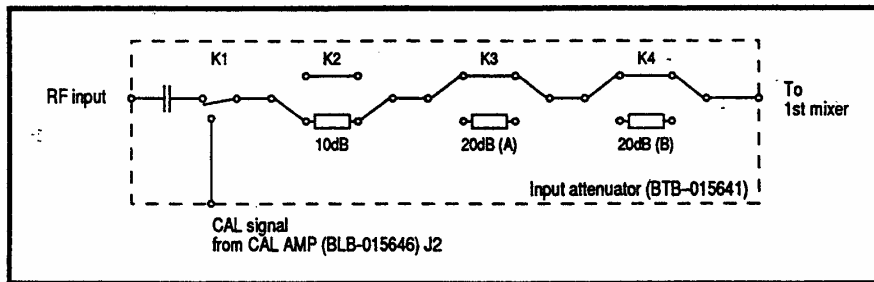 K1 K2 K3 K4
RF input
To
1st mixer
10dB 20dB (A) 20dB (B)
Input attenuator (BTB-015641)
CAL signal
from CAL AMP (BLB-015646) J2